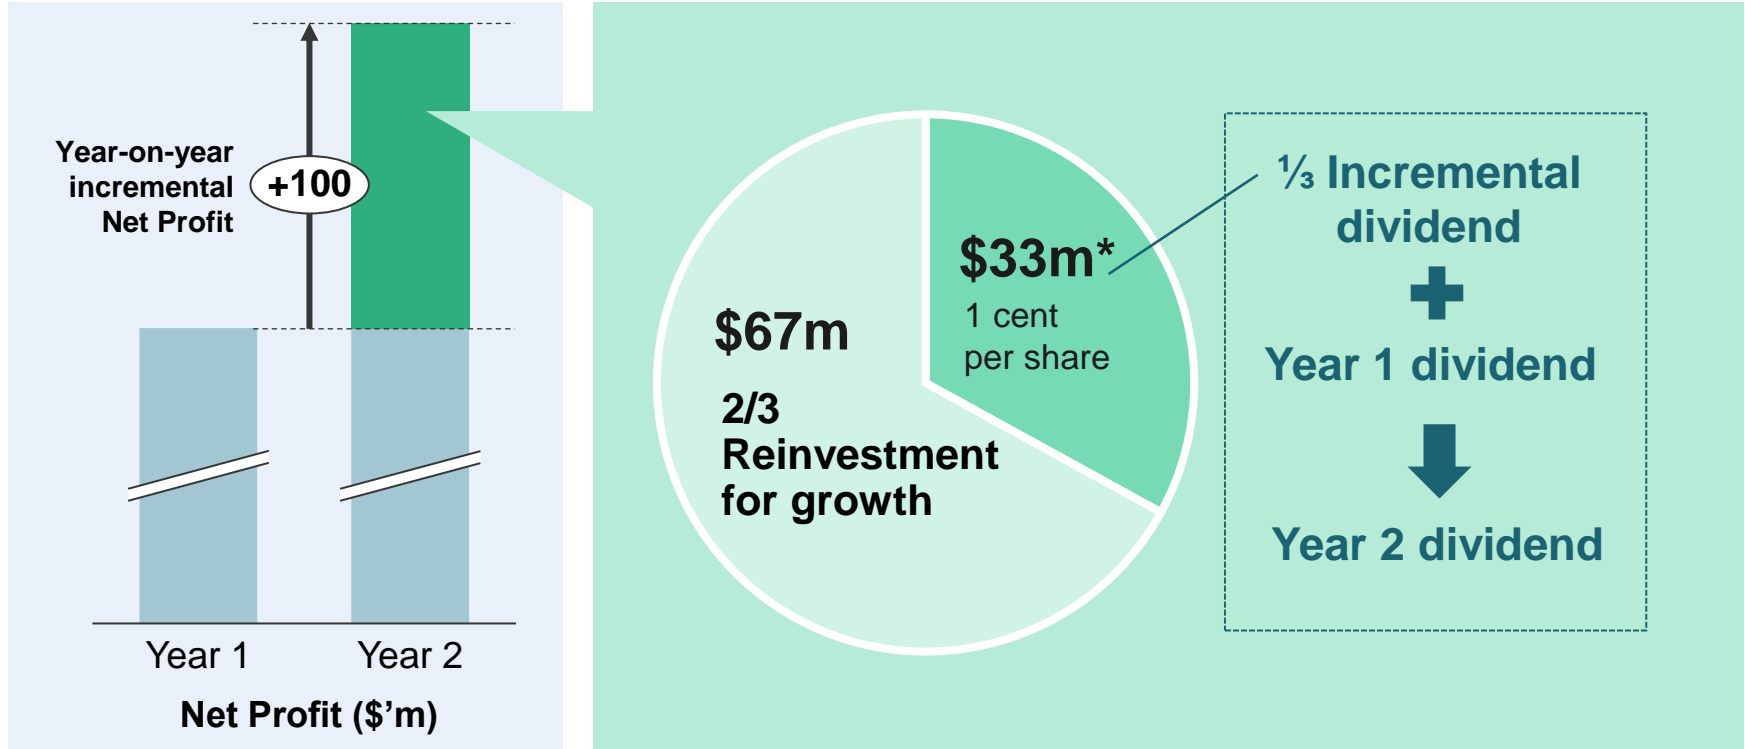 Year-on-year
incremental
Net Profit
+100
Year 1
Year 2
Net Profit ($’m)
$67m
2/3
Reinvestment
for growth
$33m*
1 cent
per share
⅓ Incremental
dividend
Year 1 dividend
Year 2 dividend